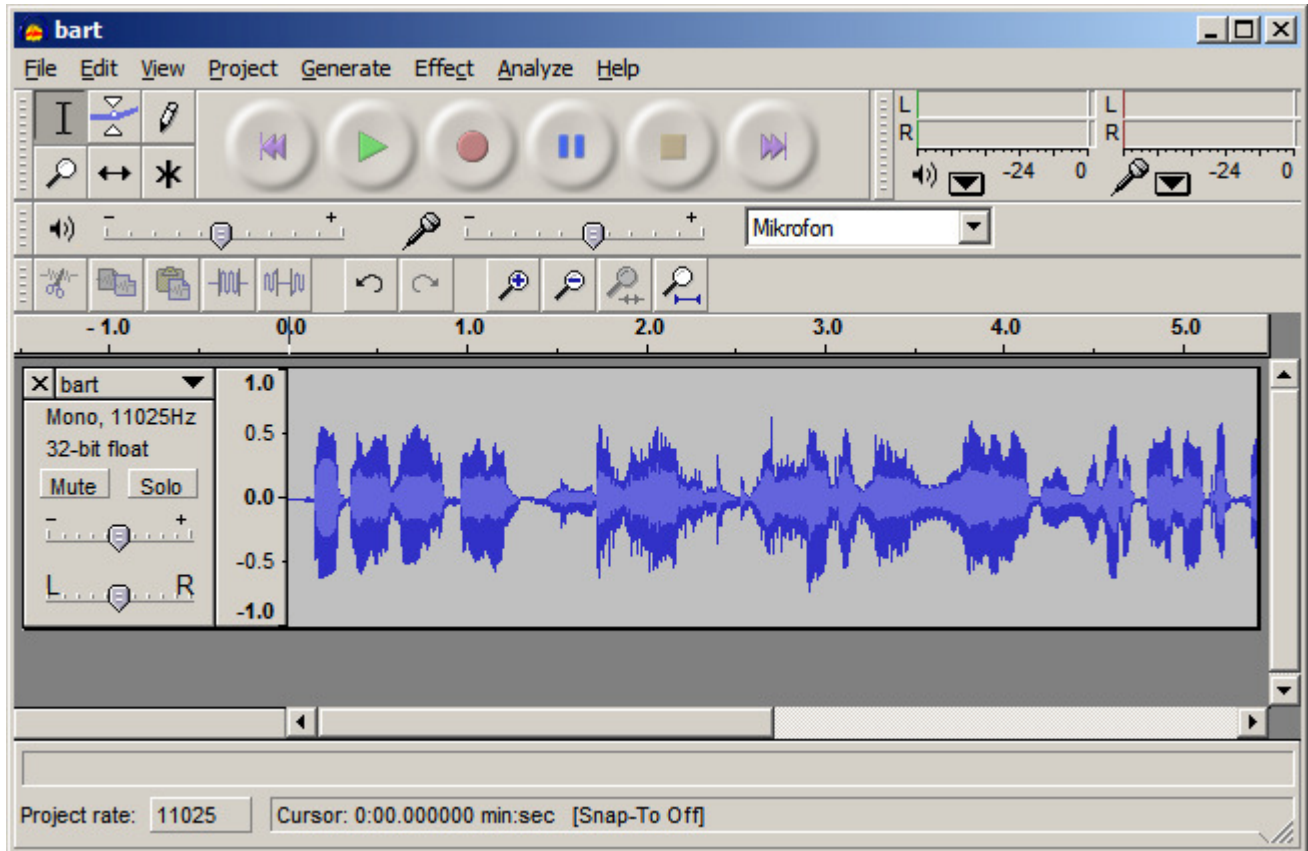 bart
File Edit View Project Generate Effect Analyze Help
L L
R R
-24 0 -24 0
- + - + Mikrofon
- 1.0 0,0 1.0 2.0 3.0 4.0 5.0
X bart 1.0
Mono, 11025Hz
32-bit float 0.5
Mute Solo 0.0
- +
-0.5
L R
-1.0
Project rate: 11025 Cursor: 0:00.000000 min:sec [Snap-To Off]